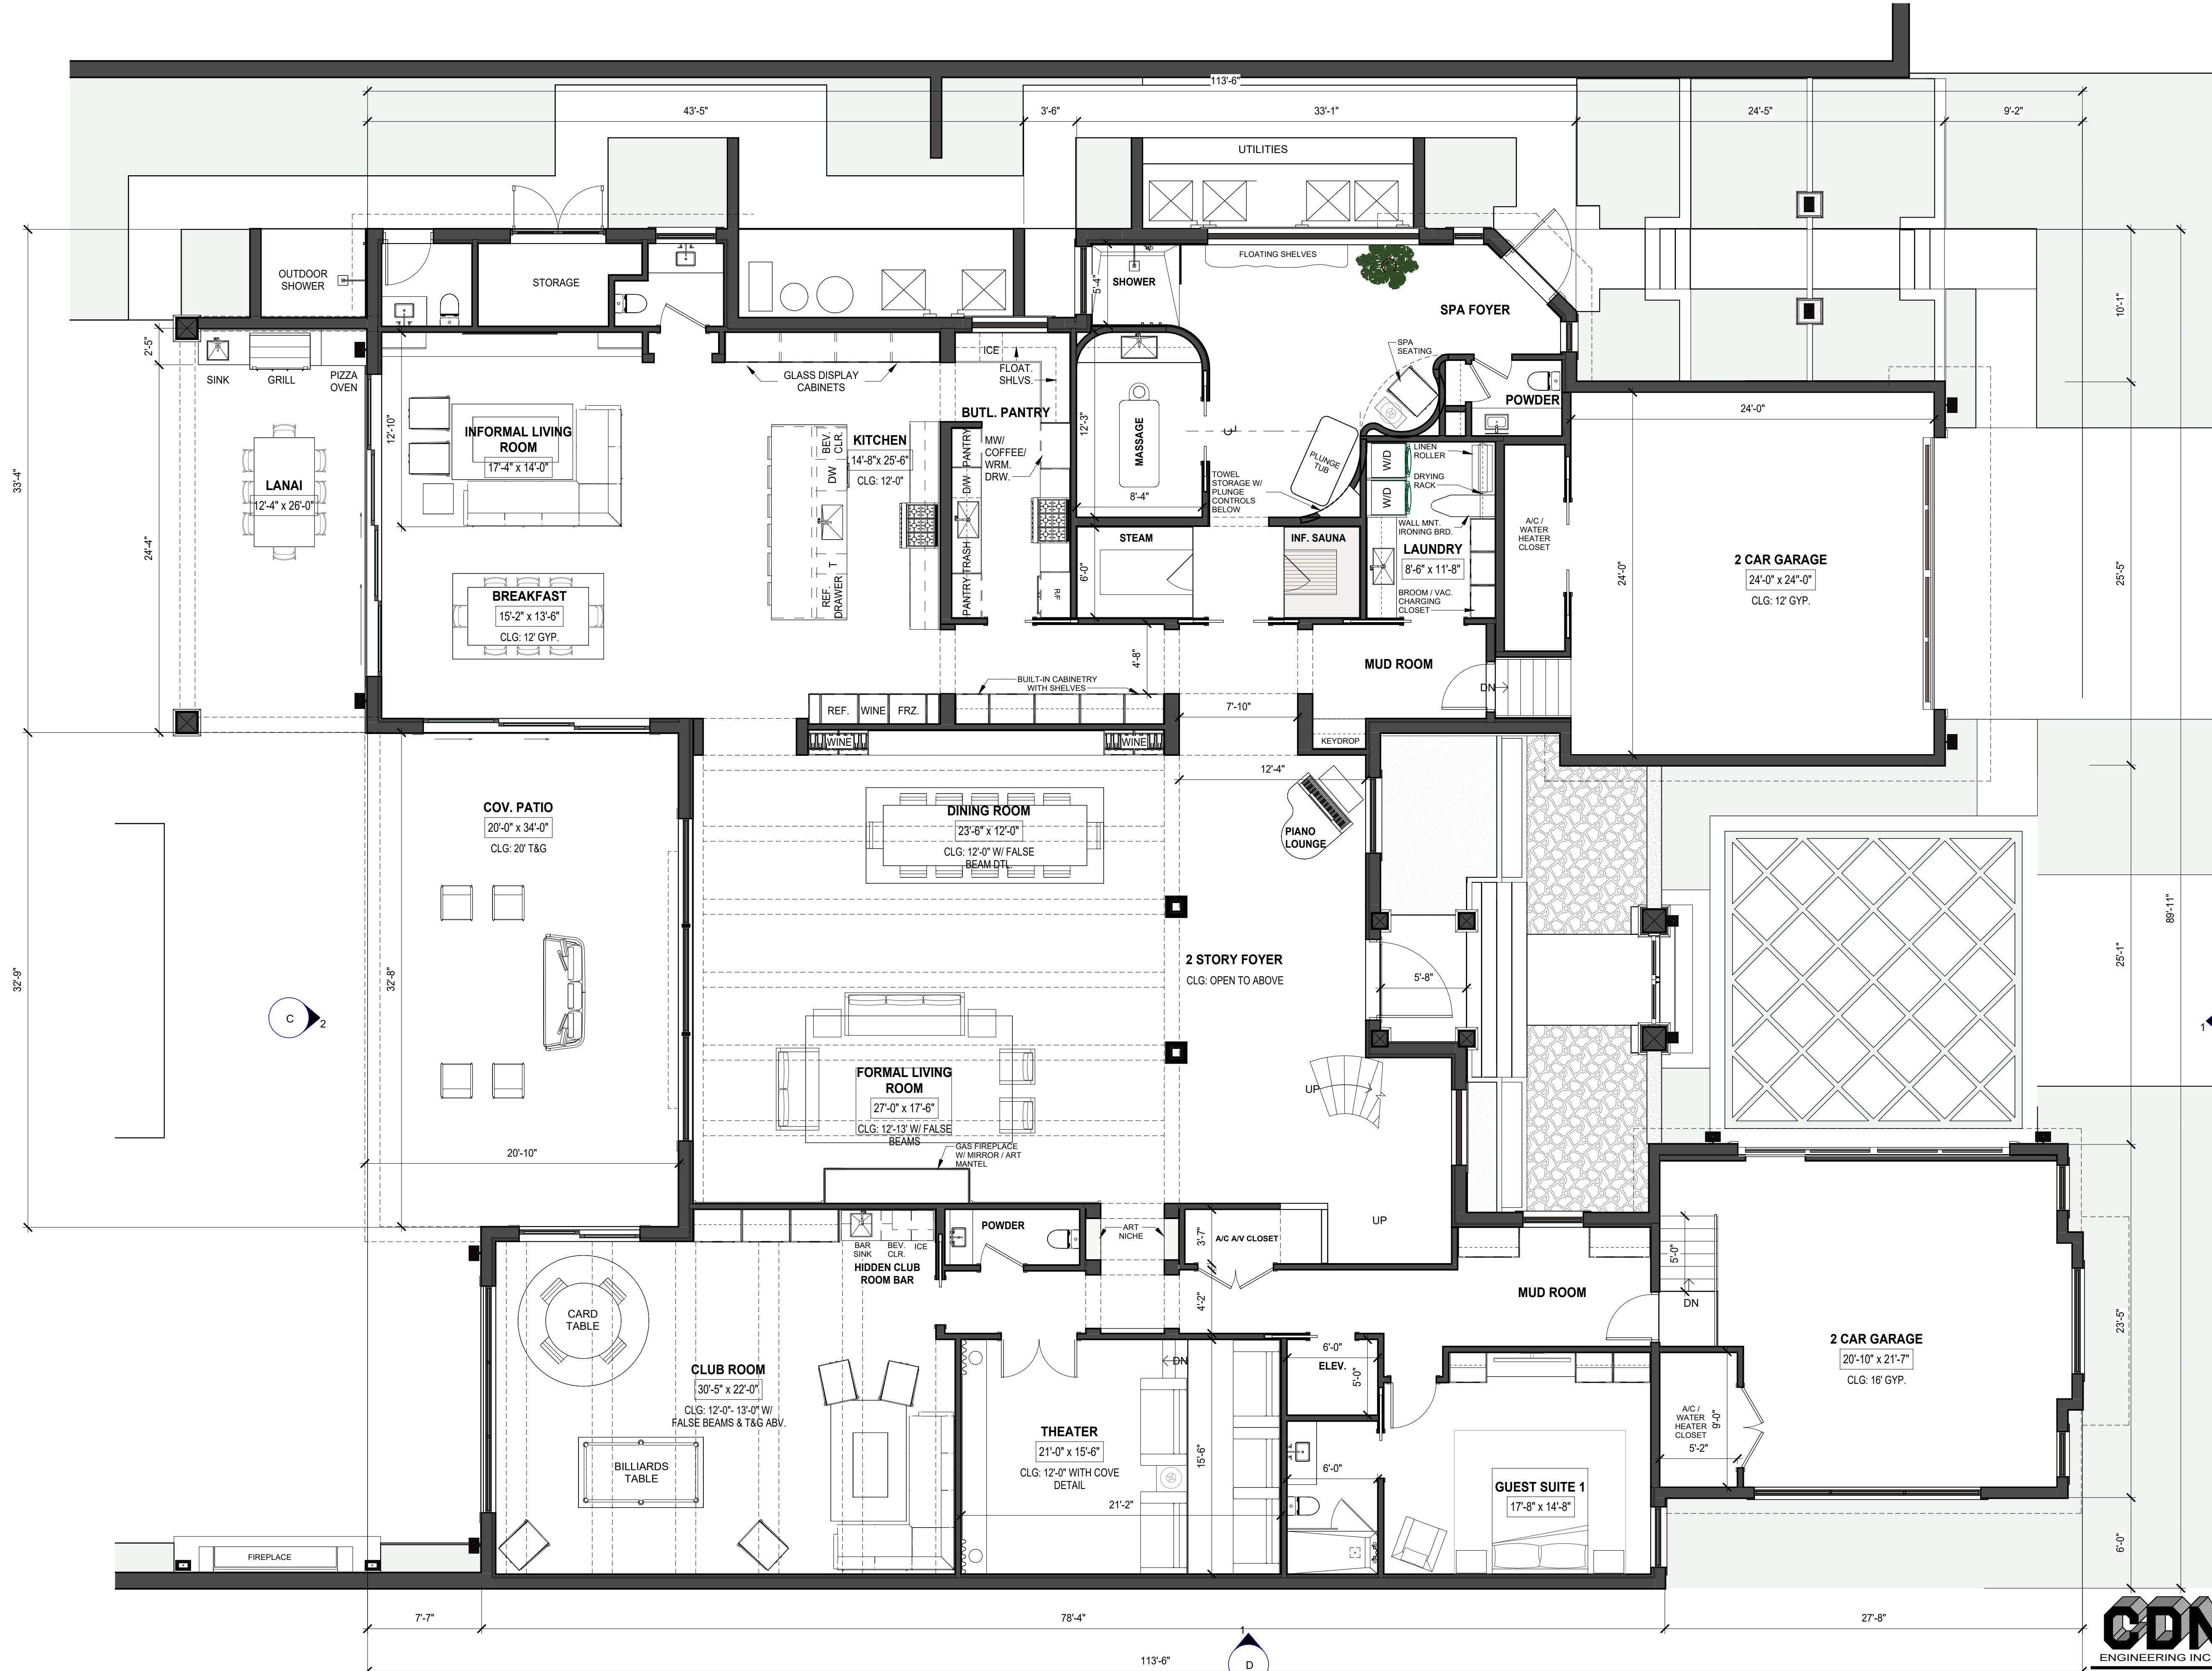 113'-6"
43'-5"
3'-6"
33'-1"
24'-5"
9'-2"
UTILITIES
OUTDOOR
SHOWER
STORAGE
5'-4"
SHOWER
FLOATING SHELVES
SPA FOYER
10'-1"
2'-5"
SINK
GRILL
PIZZA
OVEN
GLASS DISPLAY
CABINETS
ICE
FLOAT.
SHLVS.
SPA
SEATING
POWDER
24'-0"
12'-10"
INFORMAL LIVING
ROOM
17'-4" x 14'-0"
BEV.
CLR.
DW
REF.
DRAWER
T
KITCHEN
14'-8"x 25'-6"
CLG: 12'-0"
BUTL. PANTRY
PANTRY
D/W
TRASH
PANTRY
MW/
COFFEE/
WRM.
DRW.
R/F
12'-3"
MASSAGE
8'-4"
PLUNGE
TUB
TOWEL
STORAGE W/
PLUNGE
CONTROLS
BELOW
W/D
W/D
LINEN
ROLLER
DRYING
RACK
WALL MNT.
IRONING BRD.
LAUNDRY
8'-6" x 11'-8"
BROOM / VAC.
CHARGING
CLOSET
A/C /
WATER
HEATER
CLOSET
24'-0"
2 CAR GARAGE
24'-0" x 24"-0"
CLG: 12' GYP.
25'-5"
33'-4"
24'-4"
LANAI
12'-4" x 26'-0"
BREAKFAST
15'-2" x 13'-6"
CLG: 12' GYP.
STEAM
6'-0"
INF. SAUNA
4'-8"
MUD ROOM
DN
BUILT-IN CABINETRY
WITH SHELVES
REF.
WINE
FRZ.
7'-10"
WINE
WINE
KEYDROP
12'-4"
COV. PATIO
20'-0" x 34'-0"
CLG: 20' T&G
DINING ROOM
23'-6" x 12'-0"
CLG: 12'-0" W/ FALSE
BEAM DTL.
PIANO
LOUNGE
89'-11"
25'-1"
32'-9"
32'-8"
2 STORY FOYER
CLG: OPEN TO ABOVE
5'-8"
C
2
1
FORMAL LIVING
ROOM
27'-0" x 17'-6"
CLG: 12'-13' W/ FALSE
BEAMS
UP
GAS FIREPLACE
W/ MIRROR / ART
MANTEL
20'-10"
BAR
SINK
BEV.
CLR.
ICE
HIDDEN CLUB
ROOM BAR
POWDER
ART
NICHE
3'-7"
A/C A/V CLOSET
UP
4'-2"
MUD ROOM
5'-0"
DN
CARD
TABLE
CLUB ROOM
30'-5" x 22'-0"
CLG: 12'-0"- 13'-0" W/
FALSE BEAMS & T&G ABV.
BILLIARDS
TABLE
DN
THEATER
21'-0" x 15'-6"
CLG: 12'-0" WITH COVE
DETAIL
21'-2"
15'-6"
6'-0"
ELEV.
5'-0"
6'-0"
GUEST SUITE 1
17'-8" x 14'-8"
A/C /
WATER
HEATER
CLOSET
9'-0"
5'-2"
2 CAR GARAGE
20'-10" x 21'-7"
CLG: 16' GYP.
23'-5"
6'-0"
FIREPLACE
7'-7"
78'-4"
27'-8"
1
D
113'-6"
CDN
ENGINEERING INC